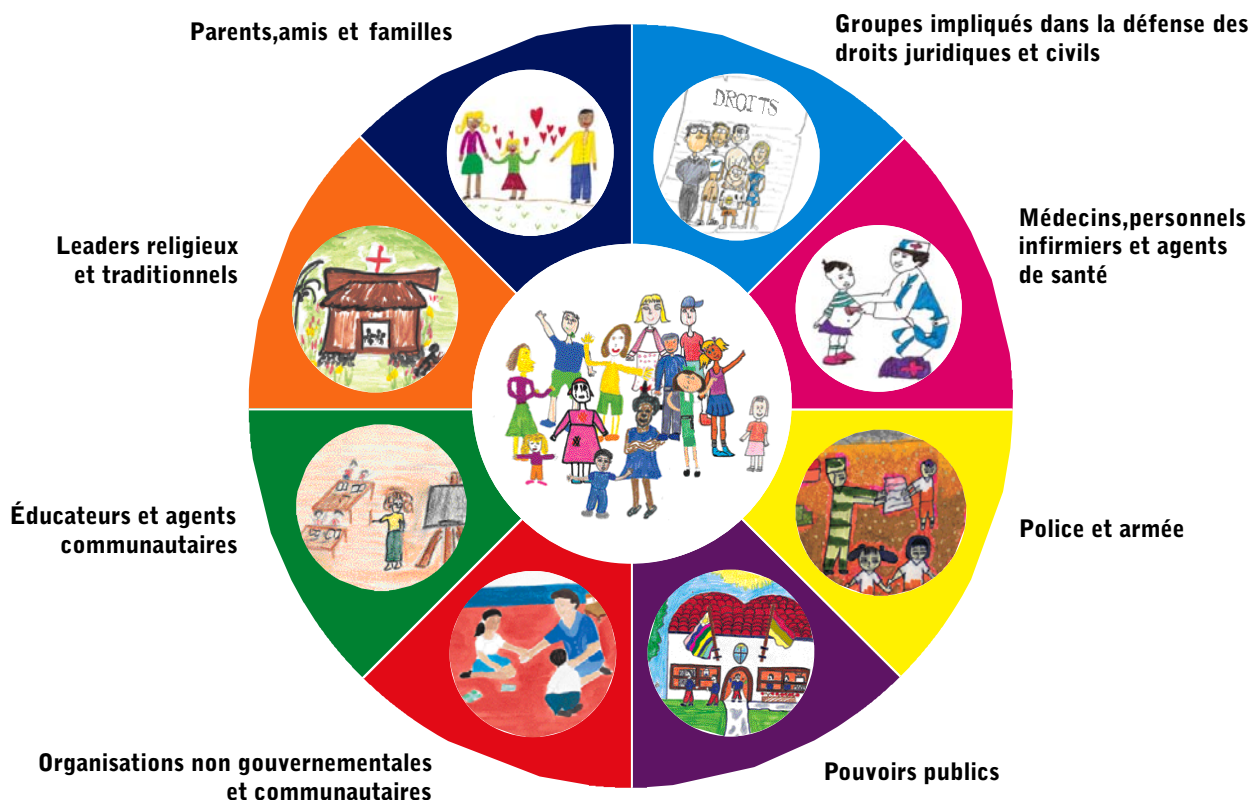 Parents,amis et familles
Groupes impliqués dans la défense des
droits juridiques et civils
DROITS
Médecins,personnels
infirmiers et agents
de santé
Leaders religieux
et traditionnels
Éducateurs et agents
communautaires
Police et armée
Organisations non gouvernementales
et communautaires
Pouvoirs publics